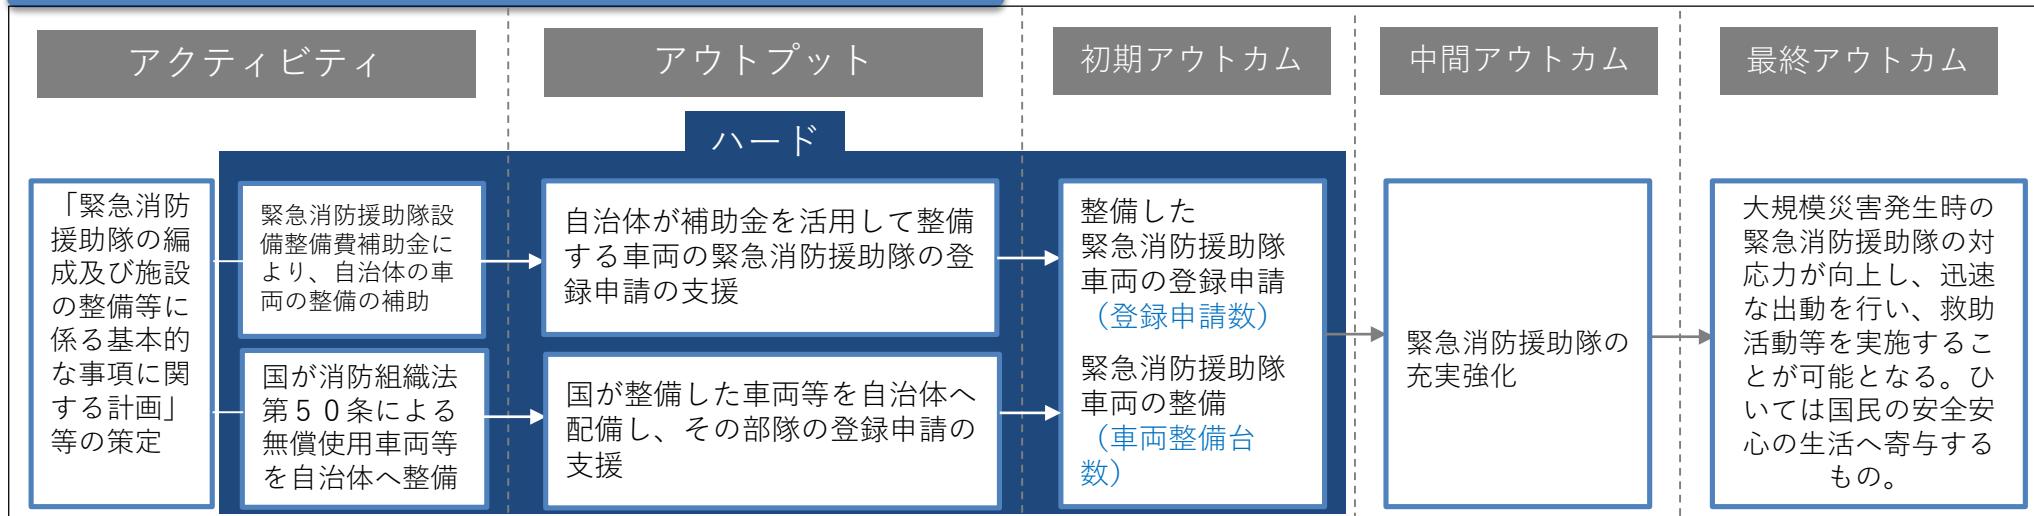 アクティビティ
アウトプット
初期アウトカム
中間アウトカム
最終アウトカム
ハード
「緊急消防
援助隊の編
成及び施設
の整備等に
係る基本的
な事項に関
する計画」
等の策定
緊急消防援助隊設
備整備費補助金に
より、自治体の車
両の整備の補助
国が消防組織法
第５０条による
無償使用車両等
を自治体へ整備
自治体が補助金を活用して整備
する車両の緊急消防援助隊の登
録申請の支援
国が整備した車両等を自治体へ
配備し、その部隊の登録申請の
支援
整備した
緊急消防援助隊
車両の登録申請
（登録申請数）
緊急消防援助隊
車両の整備
（車両整備台
数）
緊急消防援助隊の
充実強化
大規模災害発生時の
緊急消防援助隊の対
応力が向上し、迅速
な出動を行い、救助
活動等を実施するこ
とが可能となる。ひ
いては国民の安全安
心の生活へ寄与する
もの。